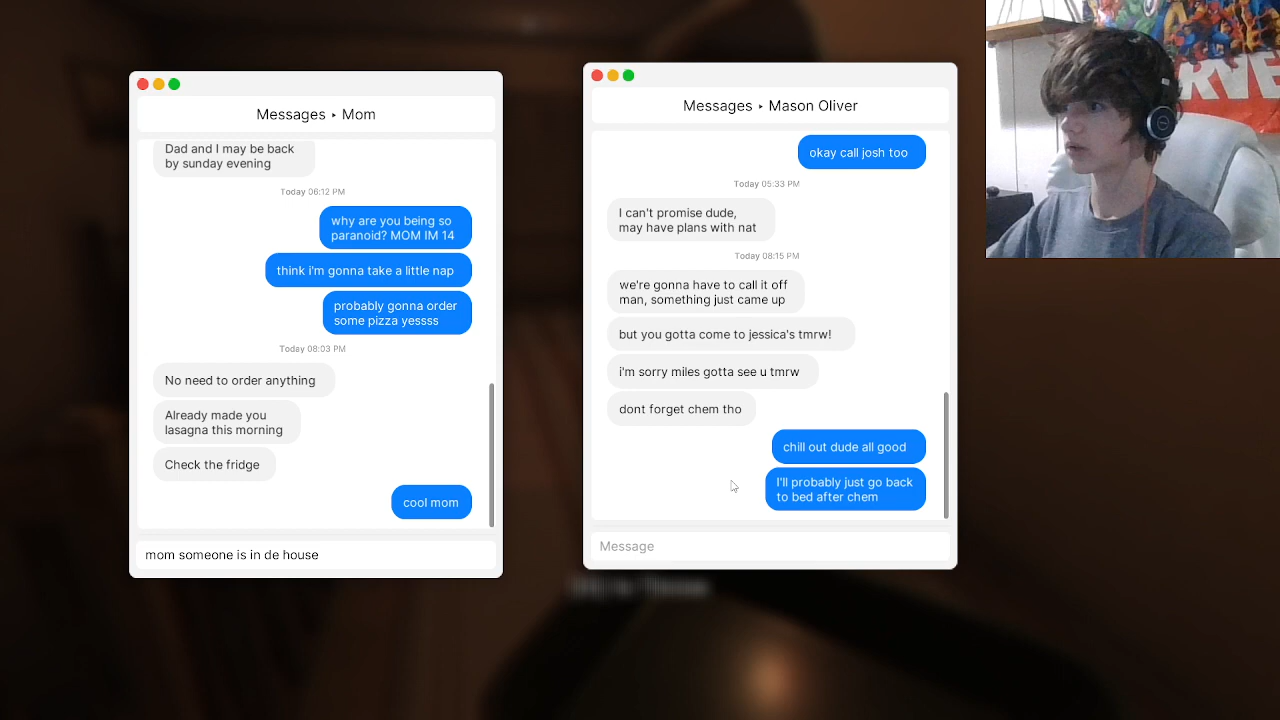 Messages ▸ Mom
Dad and I may be back
by sunday evening
Today 06:12 PM
why are you being so
paranoid? MOM IM 14
think i'm gonna take a little nap
probably gonna order
some pizza yessss
Today 08:03 PM
No need to order anything
Already made you
lasagna this morning
Check the fridge
cool mom
mom someone is in de house
Messages ▸ Mason Oliver
okay call josh too
Today 05:33 PM
I can't promise dude,
may have plans with nat
Today 08:15 PM
we're gonna have to call it off
man, something just came up
but you gotta come to jessica's tmrw!
i'm sorry miles gotta see u tmrw
dont forget chem tho
chill out dude all good
I'll probably just go back
to bed after chem
Message